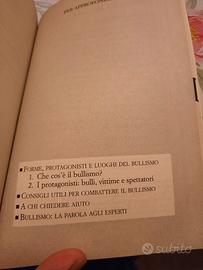 PER APPROFONDI
■ FORME, PROTAGONISTI E LUOGHI DEL BULLISMO
1. Che cos'è il bullismo?
2. I protagonisti: bulli, vittime e spettatori
■ CONSIGLI UTILI PER COMBATTERE IL BULLISMO
■ A CHI CHIEDERE AIUTO
■ BULLISMO: LA PAROLA AGLI ESPERTI
subito